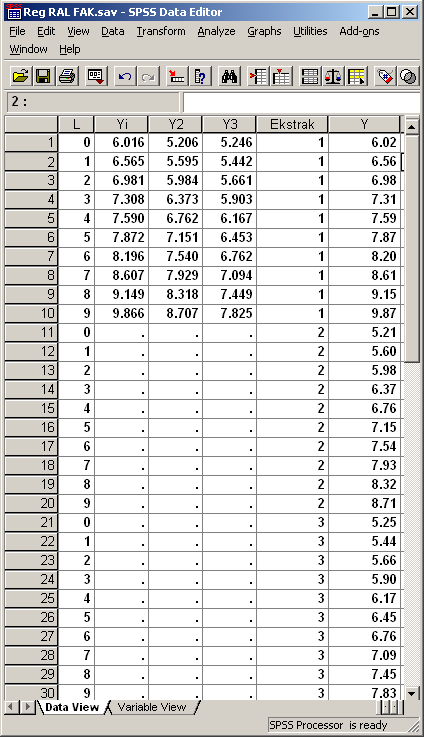 Reg RAL FAK.sav - SPSS Data Editor
File Edit View Data Transform Analyze Graphs Utilities Add-ons
Window Help
2 :
L Yi Y2 Y3 Ekstrak Y
1 0 6.016 5.206 5.246 1 6.02
2 1 6.565 5.595 5.442 1 6.56
3 2 6.981 5.984 5.661 1 6.98
4 3 7.308 6.373 5.903 1 7.31
5 4 7.590 6.762 6.167 1 7.59
6 5 7.872 7.151 6.453 1 7.87
7 6 8.196 7.540 6.762 1 8.20
8 7 8.607 7.929 7.094 1 8.61
9 8 9.149 8.318 7.449 1 9.15
10 9 9.866 8.707 7.825 1 9.87
11 0 . . . 2 5.21
12 1 . . . 2 5.60
13 2 . . . 2 5.98
14 3 . . . 2 6.37
15 4 . . . 2 6.76
16 5 . . . 2 7.15
17 6 . . . 2 7.54
18 7 . . . 2 7.93
19 8 . . . 2 8.32
20 9 . . . 2 8.71
21 0 . . . 3 5.25
22 1 . . . 3 5.44
23 2 . . . 3 5.66
24 3 . . . 3 5.90
25 4 . . . 3 6.17
26 5 . . . 3 6.45
27 6 . . . 3 6.76
28 7 . . . 3 7.09
29 8 . . . 3 7.45
30 9 . . . 3 7.83
Data View Variable View
SPSS Processor is ready